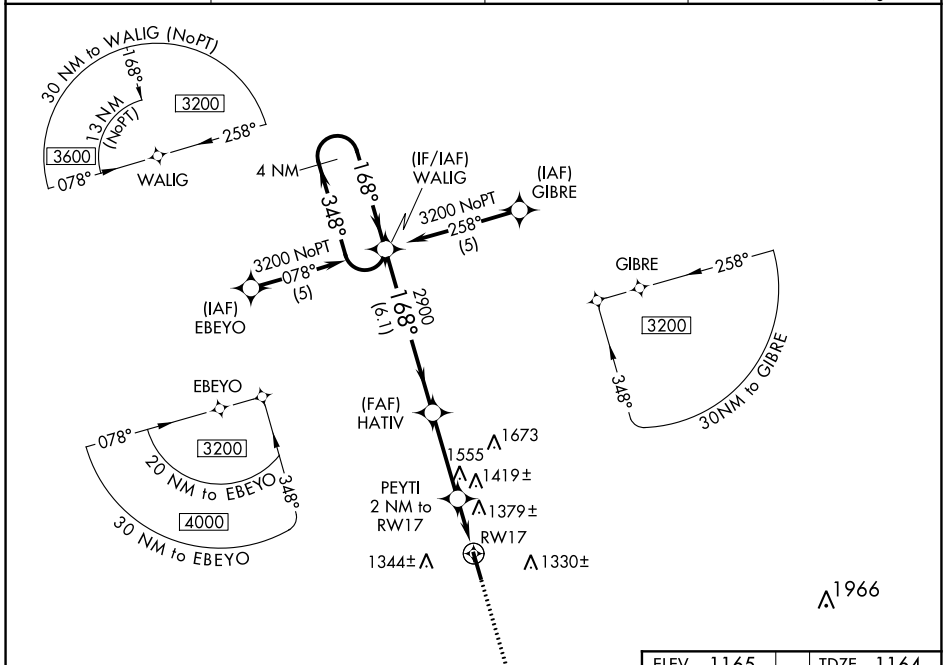 30 NM to WALIG (NoPT)
168°
13 NM
(NoPT)
3200
3600
258°
078°
WALIG
4 NM
168°
348°
(IF/IAF)
WALIG
(IAF)
GIBRE
3200 NoPT
258°
(5)
3200 NoPT
078°
(5)
(IAF)
EBEYO
2900
168°
(6.1)
GIBRE
258°
3200
348°
30NM to GIBRE
EBEYO
078°
3200
20 NM to EBEYO
348°
4000
30 NM to EBEYO
(FAF)
HATIV
1673
1555
1419±
PEYTI
2 NM to
RW17
1379±
RW17
1344±
1330±
1966
ELEV 1165
TDZE 1164